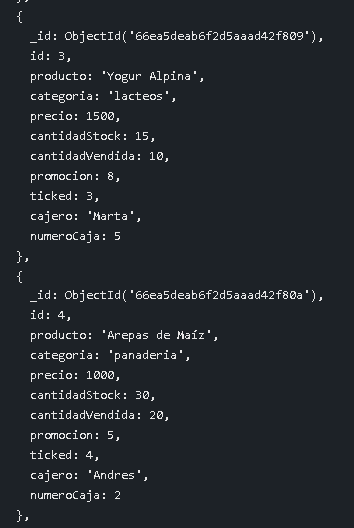 },
{
_id: ObjectId('66ea5deab6f2d5aaad42f809'),
id: 3,
producto: 'Yogur Alpina',
categoria: 'lacteos',
precio: 1500,
cantidadStock: 15,
cantidadVendida: 10,
promocion: 8,
ticked: 3,
cajero: 'Marta',
numeroCaja: 5
},
{
_id: ObjectId('66ea5deab6f2d5aaad42f80a'),
id: 4,
producto: 'Arepas de Maíz',
categoria: 'panaderia',
precio: 1000,
cantidadStock: 30,
cantidadVendida: 20,
promocion: 5,
ticked: 4,
cajero: 'Andres',
numeroCaja: 2
},